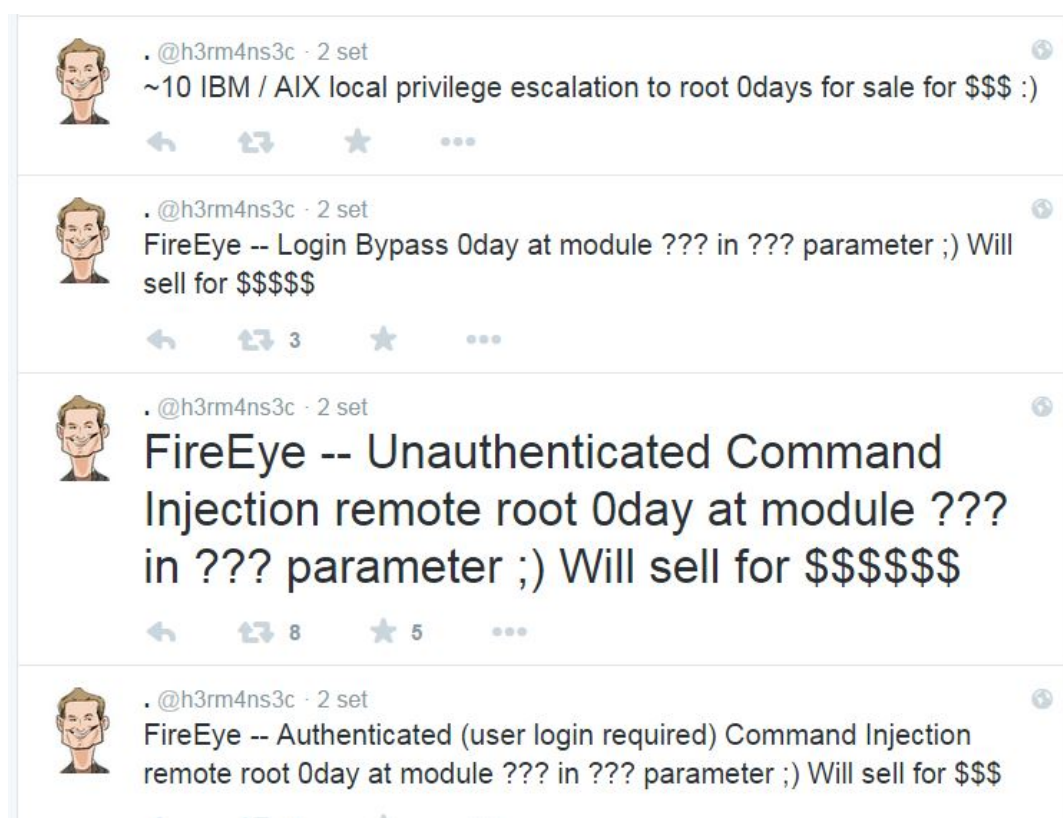 . @h3rm4ns3c · 2 set
~10 IBM / AIX local privilege escalation to root 0days for sale for $$$ :)
. @h3rm4ns3c · 2 set
FireEye -- Login Bypass 0day at module ??? in ??? parameter ;) Will
sell for $$$$$
3
. @h3rm4ns3c · 2 set
FireEye -- Unauthenticated Command
Injection remote root 0day at module ???
in ??? parameter ;) Will sell for $$$$$$
8 5
. @h3rm4ns3c · 2 set
FireEye -- Authenticated (user login required) Command Injection
remote root 0day at module ??? in ??? parameter ;) Will sell for $$$